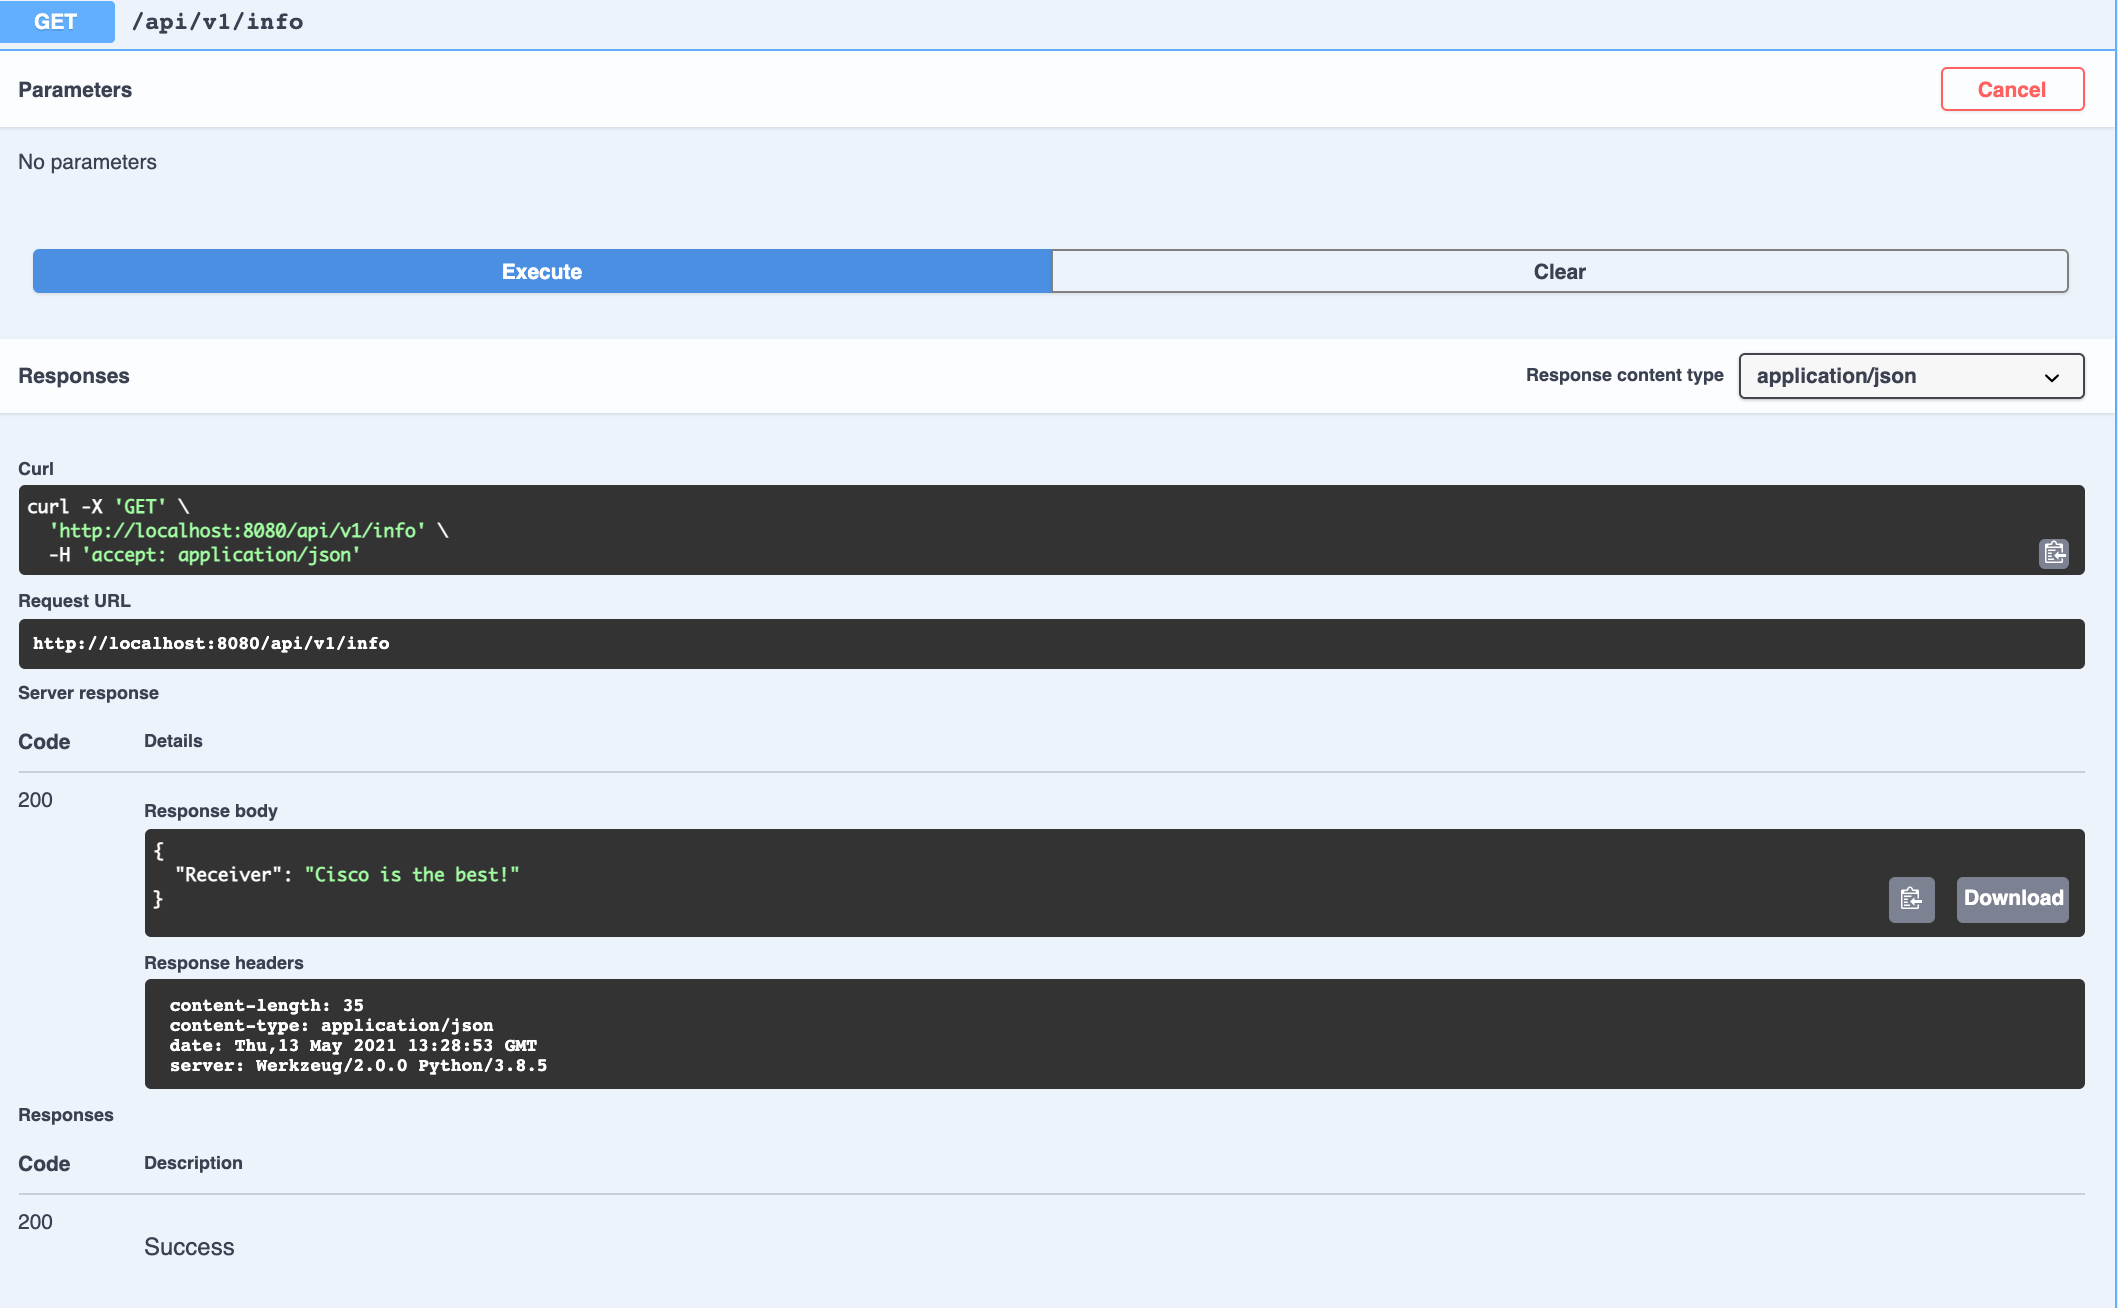 GET /api/v1/info
Parameters
Cancel
No parameters
Execute
Clear
Responses
Response content type
application/json
Curl
curl -X 'GET' \
  'http://localhost:8080/api/v1/info' \
  -H 'accept: application/json'
Request URL
http://localhost:8080/api/v1/info
Server response
Code Details
200
Response body
{
  "Receiver": "Cisco is the best!"
}
Download
Response headers
content-length: 35
content-type: application/json
date: Thu,13 May 2021 13:28:53 GMT
server: Werkzeug/2.0.0 Python/3.8.5
Responses
Code Description
200
Success